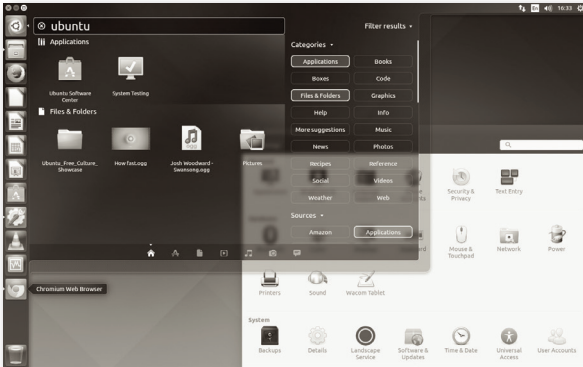 En 16:33
ubuntu
Filter results
Applications
Ubuntu Software Center
System Testing
Files & Folders
Ubuntu_Free_Culture_Showcase
How fast.ogg
Josh Woodward - Swansong.ogg
Pictures
Categories
Applications Books
Boxes Code
Files & Folders Graphics
Help Info
More suggestions Music
News Photos
Recipes Reference
Social Videos
Weather Web
Sources
Amazon Applications
Security & Privacy
Text Entry
Mouse & Touchpad
Network
Power
Chromium Web Browser
Printers
Sound
Wacom Tablet
System
Backups
Details
Landscape Service
Software & Updates
Time & Date
Universal Access
User Accounts